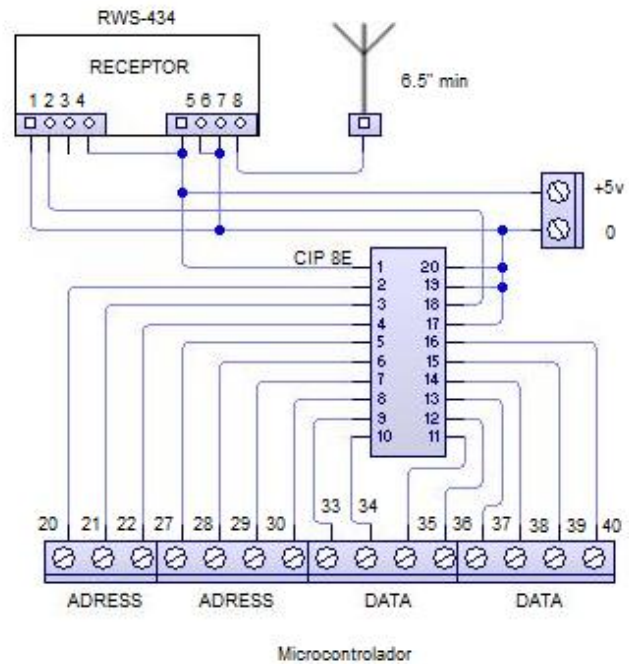 RWS-434
RECEPTOR
1 2 3 4 5 6 7 8
6.5" min
+5v
0
CIP 8E
1 20
2 19
3 18
4 17
5 16
6 15
7 14
8 13
9 12
10 11
20 21 22 27 28 29 30 33 34 35 36 37 38 39 40
ADRESS ADRESS DATA DATA
Microcontrolador